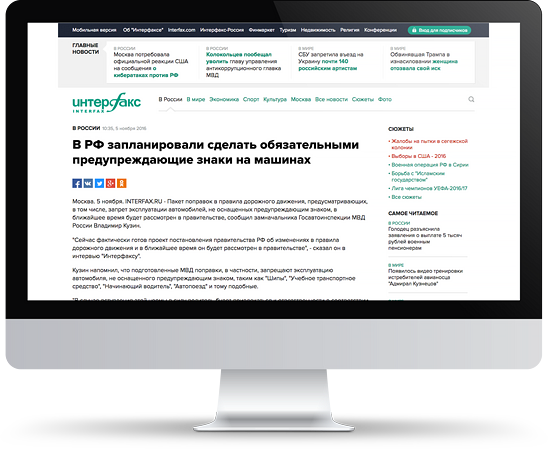 Мобильная версия Об "Интерфаксе" Interfax.com Интерфакс-Россия Финмаркет Туризм Недвижимость Религия Конференции Вход для подписчиков
ГЛАВНЫЕ
НОВОСТИ
В РОССИИ
Москва потребовала
официальной реакции США
на сообщения о
кибератаках против РФ
В РОССИИ
Колокольцев пообещал
уволить главу управления
антикоррупционного главка
МВД
В МИРЕ
СБУ запретила въезд на
Украину почти 140
российским артистам
В МИРЕ
Обвинявшая Трампа в
изнасиловании женщина
отозвала свой иск
интерфакс
INTERFAX
В России В мире Экономика Спорт Культура Москва Все новости Сюжеты Фото
В РОССИИ 10:35, 5 ноября 2016
В РФ запланировали сделать обязательными
предупреждающие знаки на машинах
Москва. 5 ноября. INTERFAX.RU - Пакет поправок в правила дорожного движения, предусматривающих,
в том числе, запрет эксплуатации автомобилей, не оснащенных предупреждающим знаком, в
ближайшее время будет рассмотрен в правительстве, сообщил замначальника Госавтоинспекции МВД
России Владимир Кузин.
"Сейчас фактически готов проект постановления правительства РФ об изменениях в правила
дорожного движения и в ближайшее время он будет рассмотрен в правительстве", - сказал он в
интервью "Интерфаксу".
Кузин напомнил, что подготовленные МВД поправки, в частности, запрещают эксплуатацию
автомобиля, не оснащенного предупреждающим знаком, таким как "Шипы", "Учебное транспортное
средство", "Начинающий водитель", "Автопоезд" и тому подобные.
СЮЖЕТЫ
Жалобы на пытки в сегежской
колонии
Выборы в США - 2016
Военная операция РФ в Сирии
Борьба с "Исламским
государством"
Лига чемпионов УЕФА-2016/17
Все сюжеты
САМОЕ ЧИТАЕМОЕ
В РОССИИ
Голодец разъяснила
заявления о выплате 5 тысяч
рублей военным
пенсионерам
В МИРЕ
Появилось видео тренировки
истребителей авианосца
"Адмирал Кузнецов"